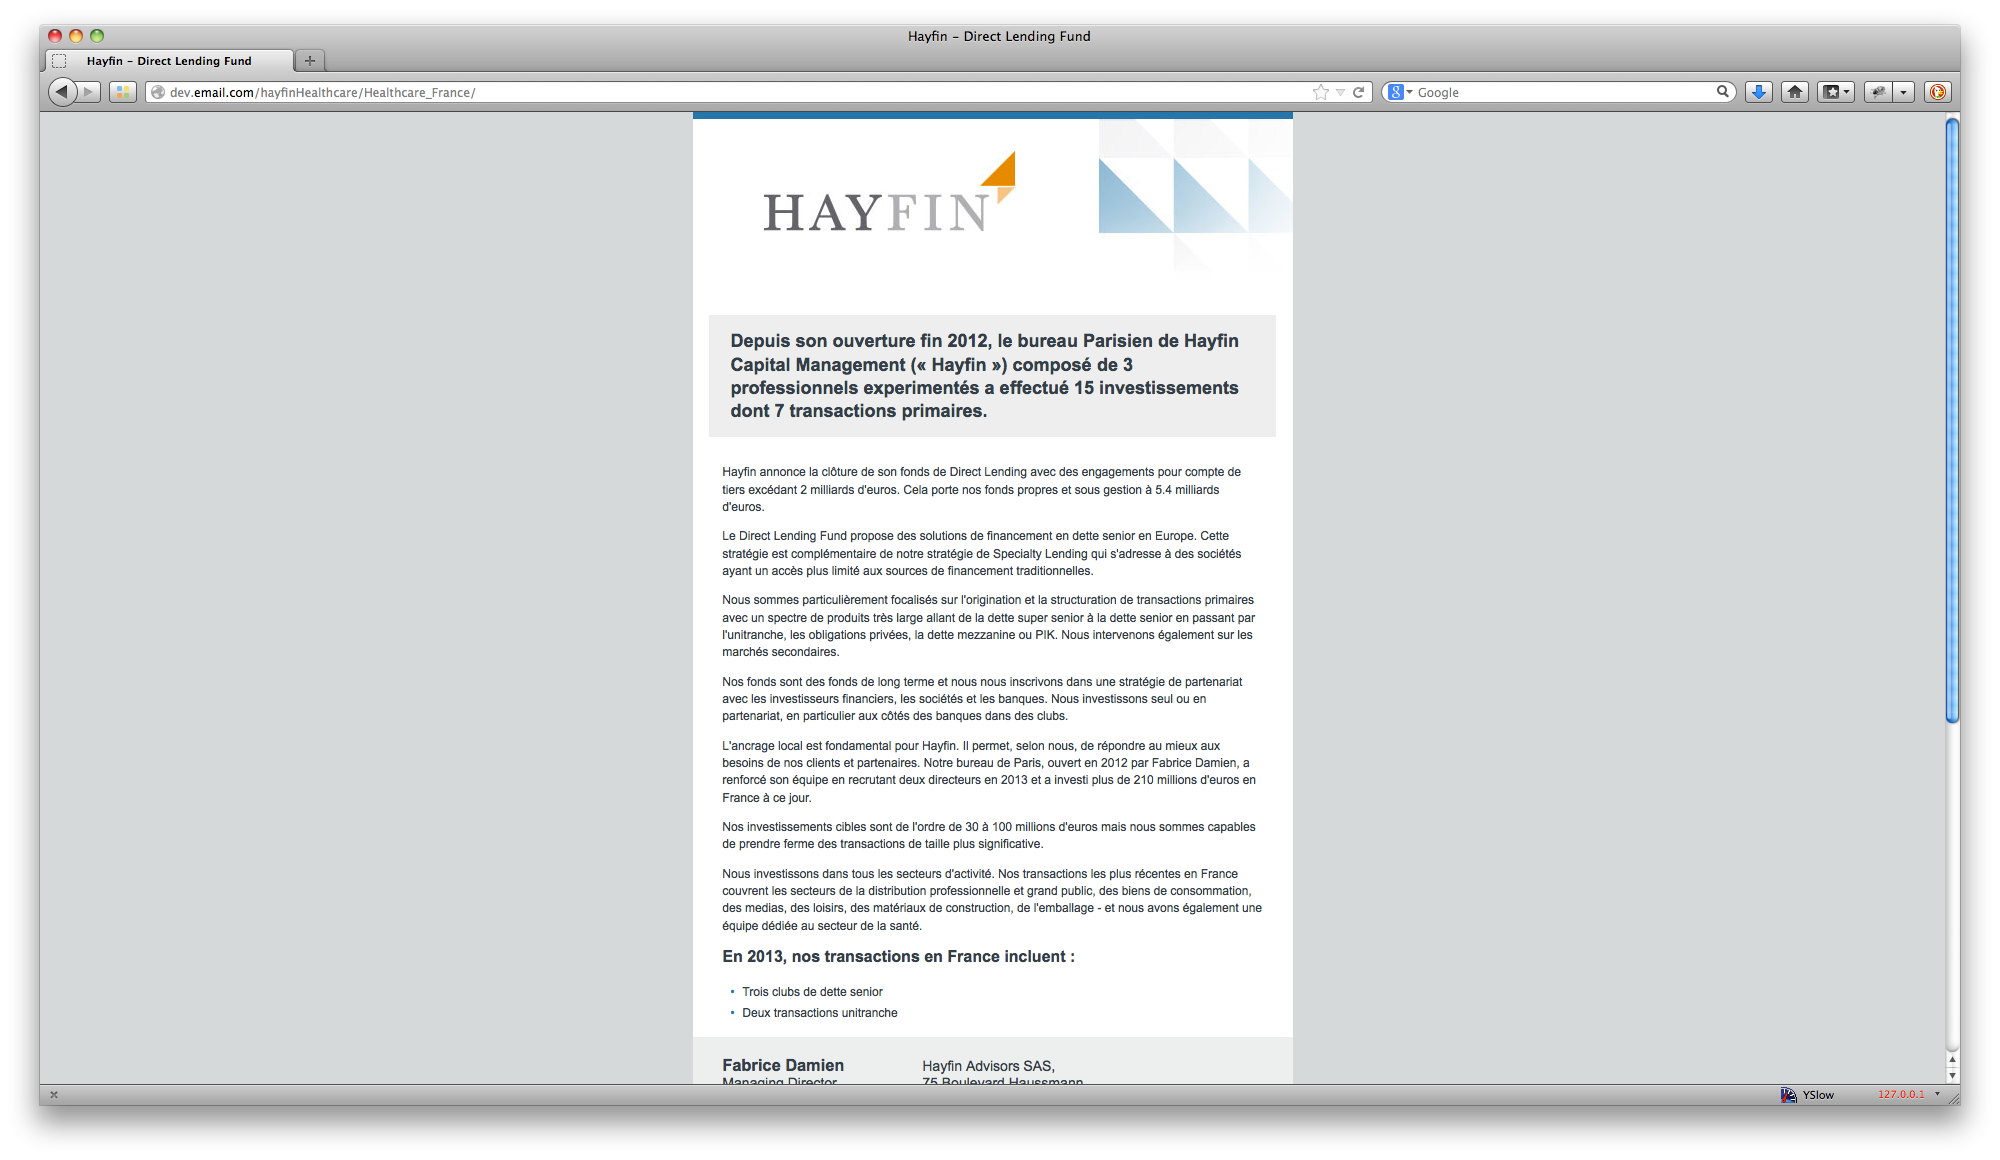 Hayfin – Direct Lending Fund
Hayfin – Direct Lending Fund
dev.email.com/hayfinHealthcare/Healthcare_France/
Google
HAYFIN
Depuis son ouverture fin 2012, le bureau Parisien de Hayfin
Capital Management (« Hayfin ») composé de 3
professionnels experimentés a effectué 15 investissements
dont 7 transactions primaires.
Hayfin annonce la clôture de son fonds de Direct Lending avec des engagements pour compte de
tiers excédant 2 milliards d'euros. Cela porte nos fonds propres et sous gestion à 5.4 milliards
d'euros.
Le Direct Lending Fund propose des solutions de financement en dette senior en Europe. Cette
stratégie est complémentaire de notre stratégie de Specialty Lending qui s'adresse à des sociétés
ayant un accès plus limité aux sources de financement traditionnelles.
Nous sommes particulièrement focalisés sur l'origination et la structuration de transactions primaires
avec un spectre de produits très large allant de la dette super senior à la dette senior en passant par
l'unitranche, les obligations privées, la dette mezzanine ou PIK. Nous intervenons également sur les
marchés secondaires.
Nos fonds sont des fonds de long terme et nous nous inscrivons dans une stratégie de partenariat
avec les investisseurs financiers, les sociétés et les banques. Nous investissons seul ou en
partenariat, en particulier aux côtés des banques dans des clubs.
L'ancrage local est fondamental pour Hayfin. Il permet, selon nous, de répondre au mieux aux
besoins de nos clients et partenaires. Notre bureau de Paris, ouvert en 2012 par Fabrice Damien, a
renforcé son équipe en recrutant deux directeurs en 2013 et a investi plus de 210 millions d'euros en
France à ce jour.
Nos investissements cibles sont de l'ordre de 30 à 100 millions d'euros mais nous sommes capables
de prendre ferme des transactions de taille plus significative.
Nous investissons dans tous les secteurs d'activité. Nos transactions les plus récentes en France
couvrent les secteurs de la distribution professionnelle et grand public, des biens de consommation,
des medias, des loisirs, des matériaux de construction, de l'emballage - et nous avons également une
équipe dédiée au secteur de la santé.
En 2013, nos transactions en France incluent :
• Trois clubs de dette senior
• Deux transactions unitranche
Fabrice Damien
Hayfin Advisors SAS,
Managing Director
75 Boulevard Haussmann
YSlow
127.0.0.1